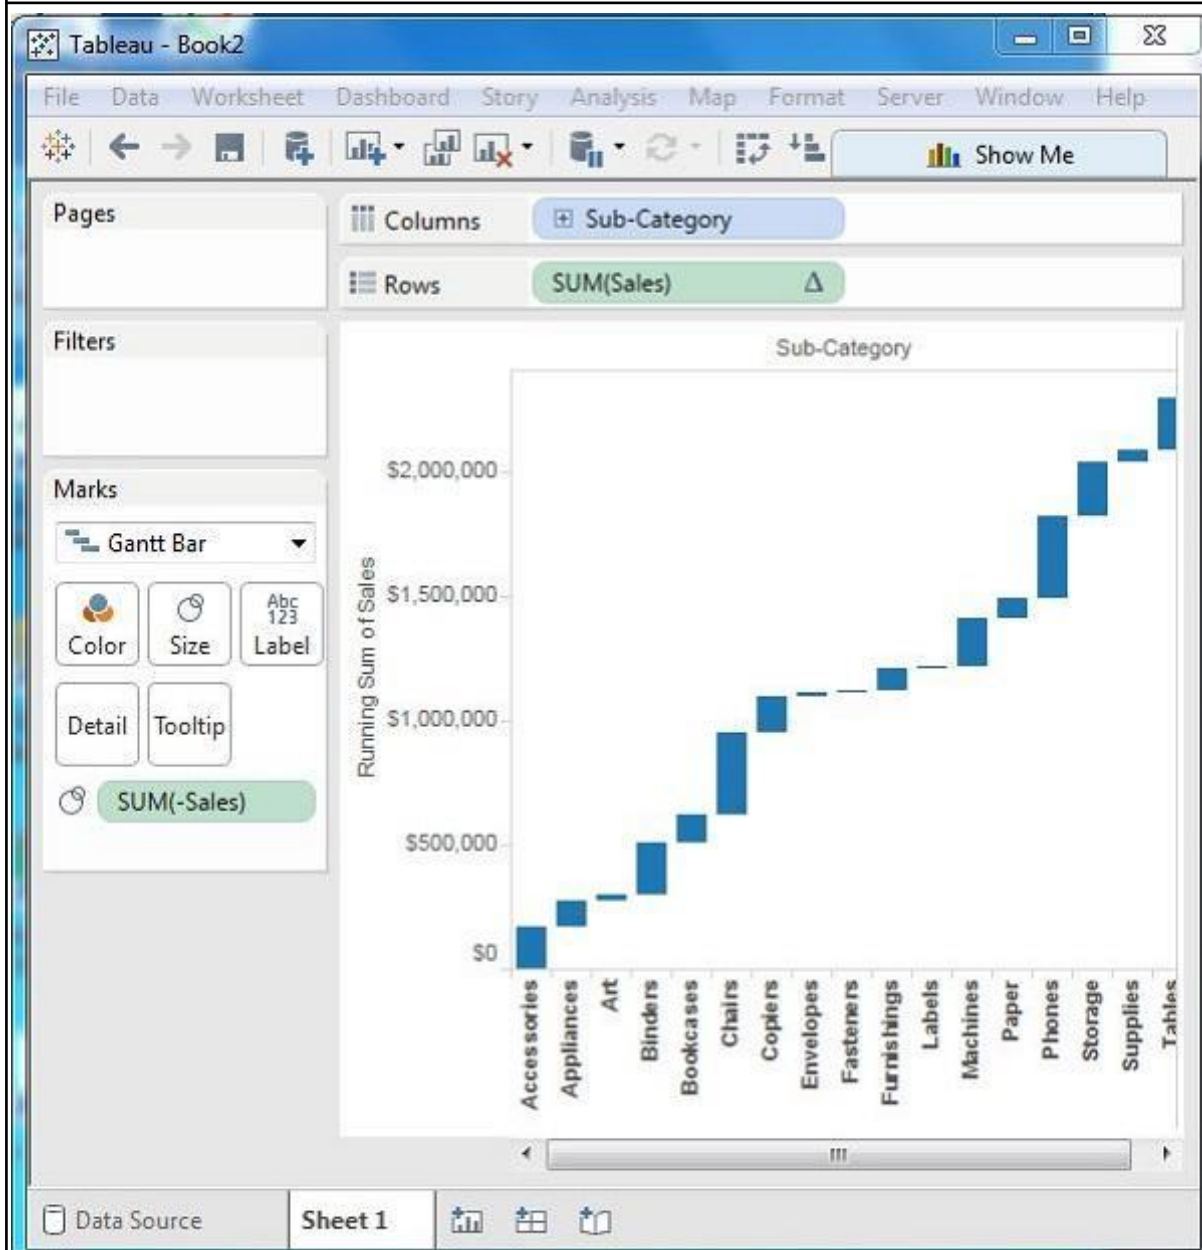 Tableau - Book2
File Data Worksheet Dashboard Story Analysis Map Format Server Window Help
Show Me
Pages
Columns
Sub-Category
Rows
SUM(Sales) Δ
Filters
Marks
Gantt Bar
Color
Size
Abc
123
Label
Detail
Tooltip
SUM(-Sales)
Sub-Category
Running Sum of Sales
$2,000,000
$1,500,000
$1,000,000
$500,000
$0
Accessories
Appliances
Art
Binders
Bookcases
Chairs
Copiers
Envelopes
Fasteners
Furnishings
Labels
Machines
Paper
Phones
Storage
Supplies
Tables
Data Source
Sheet 1